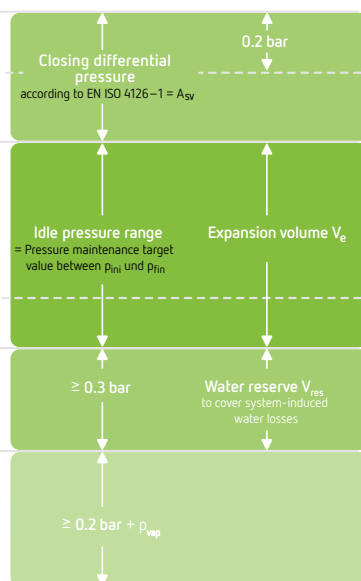 0.2 bar
Closing differential
pressure
according to EN ISO 4126–1 = Asv
Idle pressure range
= Pressure maintenance target
value between pini und pfin
Expansion volume Ve
≥ 0.3 bar
Water reserve Vres
to cover system-induced
water losses
≥ 0.2 bar + pvap